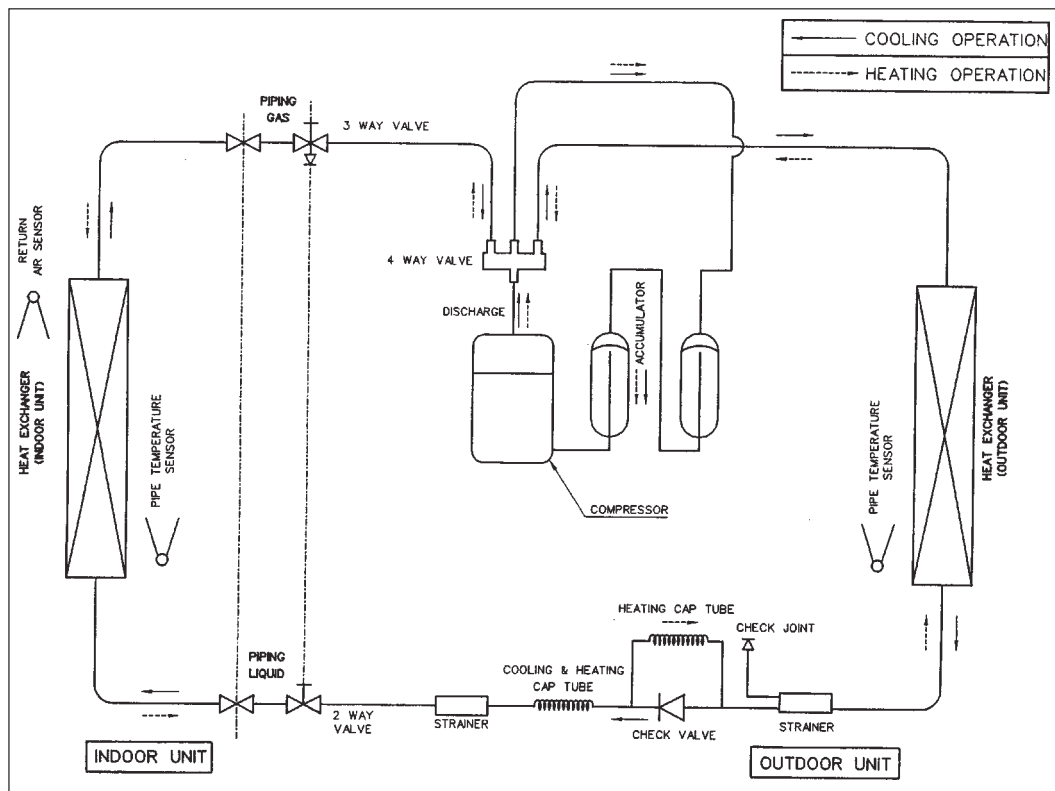 COOLING OPERATION
HEATING OPERATION
PIPING
GAS
3 WAY VALVE
RETURN
AIR SENSOR
4 WAY VALVE
DISCHARGE
ACCUMULATOR
HEAT EXCHANGER
(INDOOR UNIT)
PIPE TEMPERATURE
SENSOR
COMPRESSOR
PIPE TEMPERATURE
SENSOR
HEAT EXCHANGER
(OUTDOOR UNIT)
HEATING CAP TUBE
CHECK JOINT
PIPING
LIQUID
COOLING & HEATING
CAP TUBE
2 WAY
VALVE
STRAINER
CHECK VALVE
STRAINER
INDOOR UNIT
OUTDOOR UNIT